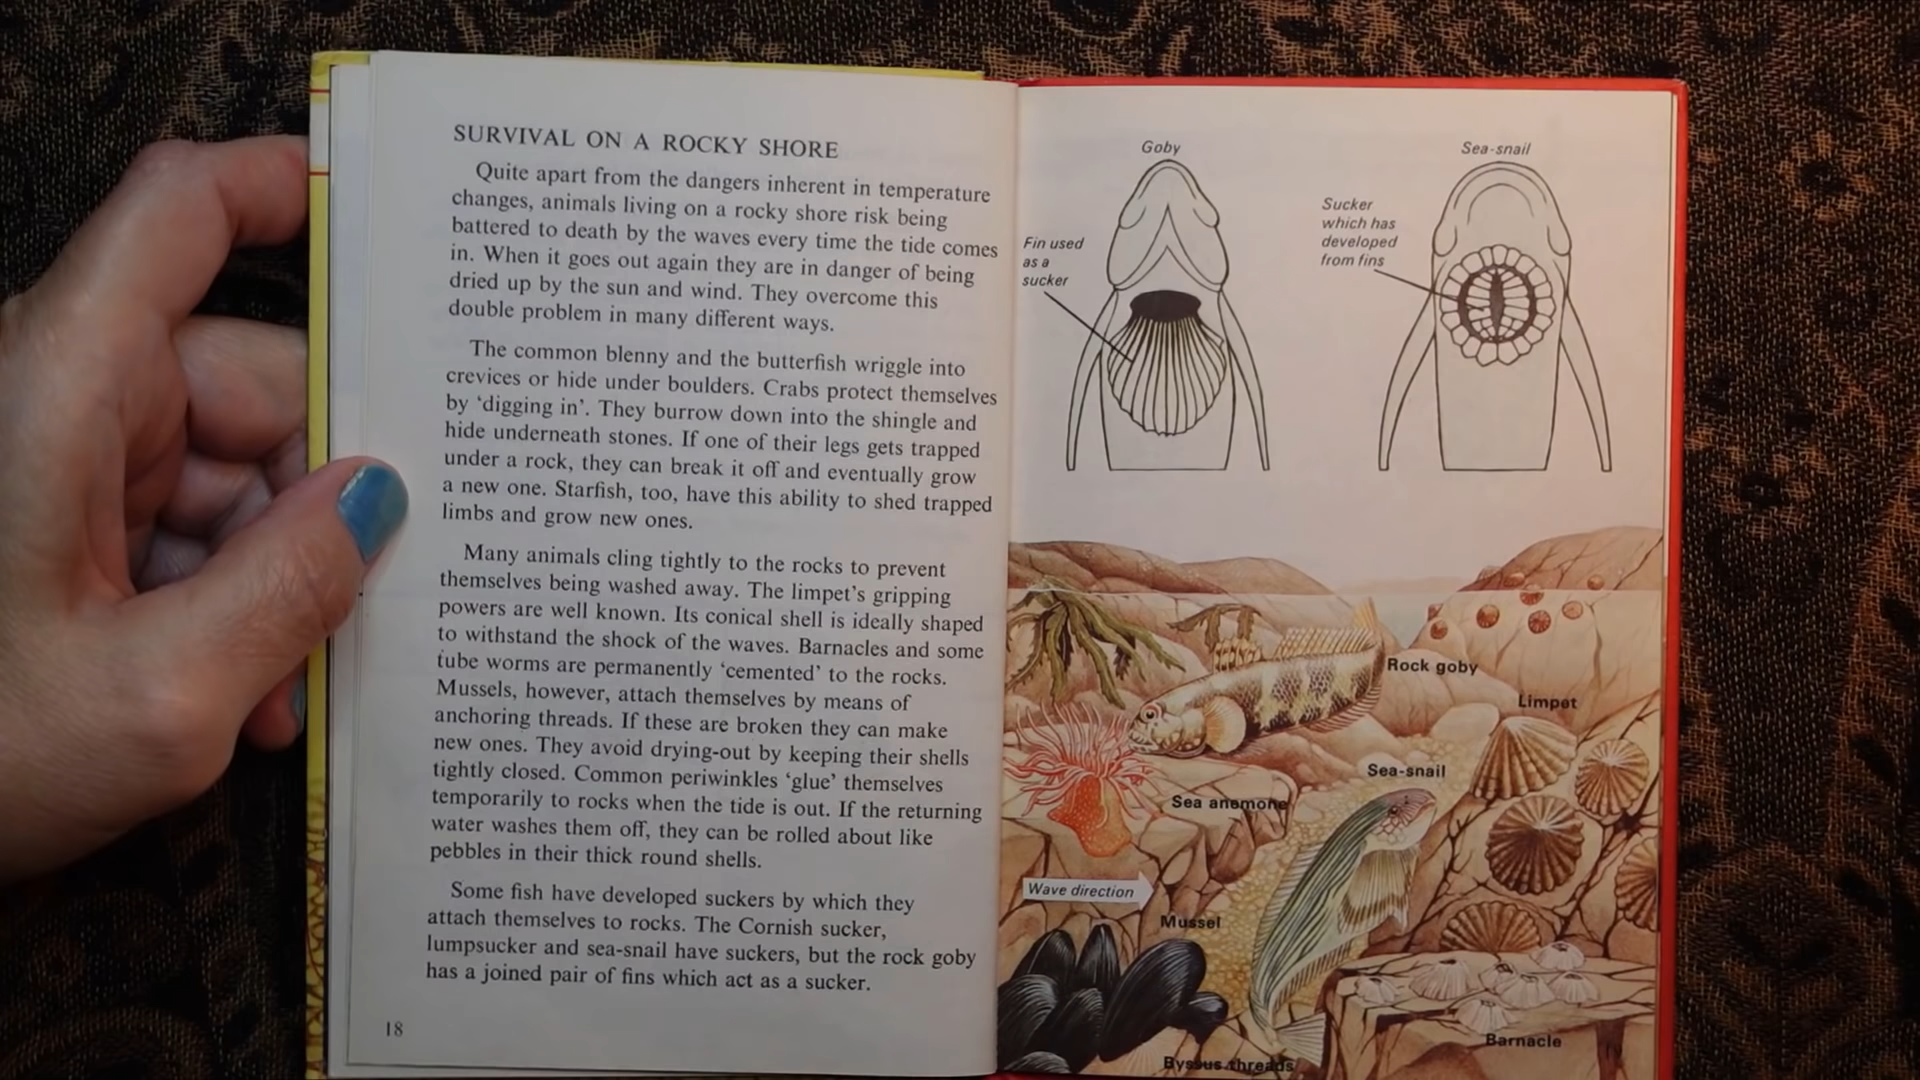 SURVIVAL ON A ROCKY SHORE
Quite apart from the dangers inherent in temperature
changes, animals living on a rocky shore risk being
battered to death by the waves every time the tide comes
in. When it goes out again they are in danger of being
dried up by the sun and wind. They overcome this
double problem in many different ways.
The common blenny and the butterfish wriggle into
crevices or hide under boulders. Crabs protect themselves
by ‘digging in’. They burrow down into the shingle and
hide underneath stones. If one of their legs gets trapped
under a rock, they can break it off and eventually grow
a new one. Starfish, too, have this ability to shed trapped
limbs and grow new ones.
Many animals cling tightly to the rocks to prevent
themselves being washed away. The limpet’s gripping
powers are well known. Its conical shell is ideally shaped
to withstand the shock of the waves. Barnacles and some
tube worms are permanently ‘cemented’ to the rocks.
Mussels, however, attach themselves by means of
anchoring threads. If these are broken they can make
new ones. They avoid drying-out by keeping their shells
tightly closed. Common periwinkles ‘glue’ themselves
temporarily to rocks when the tide is out. If the returning
water washes them off, they can be rolled about like
pebbles in their thick round shells.
Some fish have developed suckers by which they
attach themselves to rocks. The Cornish sucker,
lumpsucker and sea-snail have suckers, but the rock goby
has a joined pair of fins which act as a sucker.
18
Goby
Fin used
as a
sucker
Sea-snail
Sucker
which has
developed
from fins
Rock goby
Limpet
Sea-snail
Sea anemone
Wave direction
Mussel
Barnacle
Byssus threads